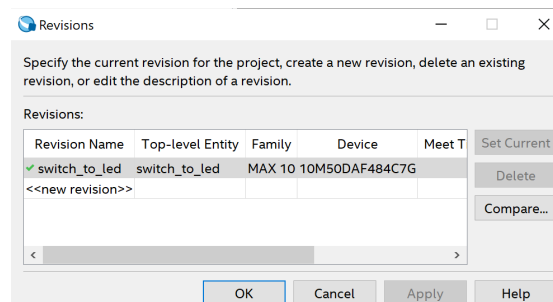 Revisions
Specify the current revision for the project, create a new revision, delete an existing
revision, or edit the description of a revision.
Revisions:
Revision Name Top-level Entity Family Device Meet T
switch_to_led switch_to_led MAX 10 10M50DAF484C7G
<<new revision>>
Set Current
Delete
Compare...
OK Cancel Apply Help